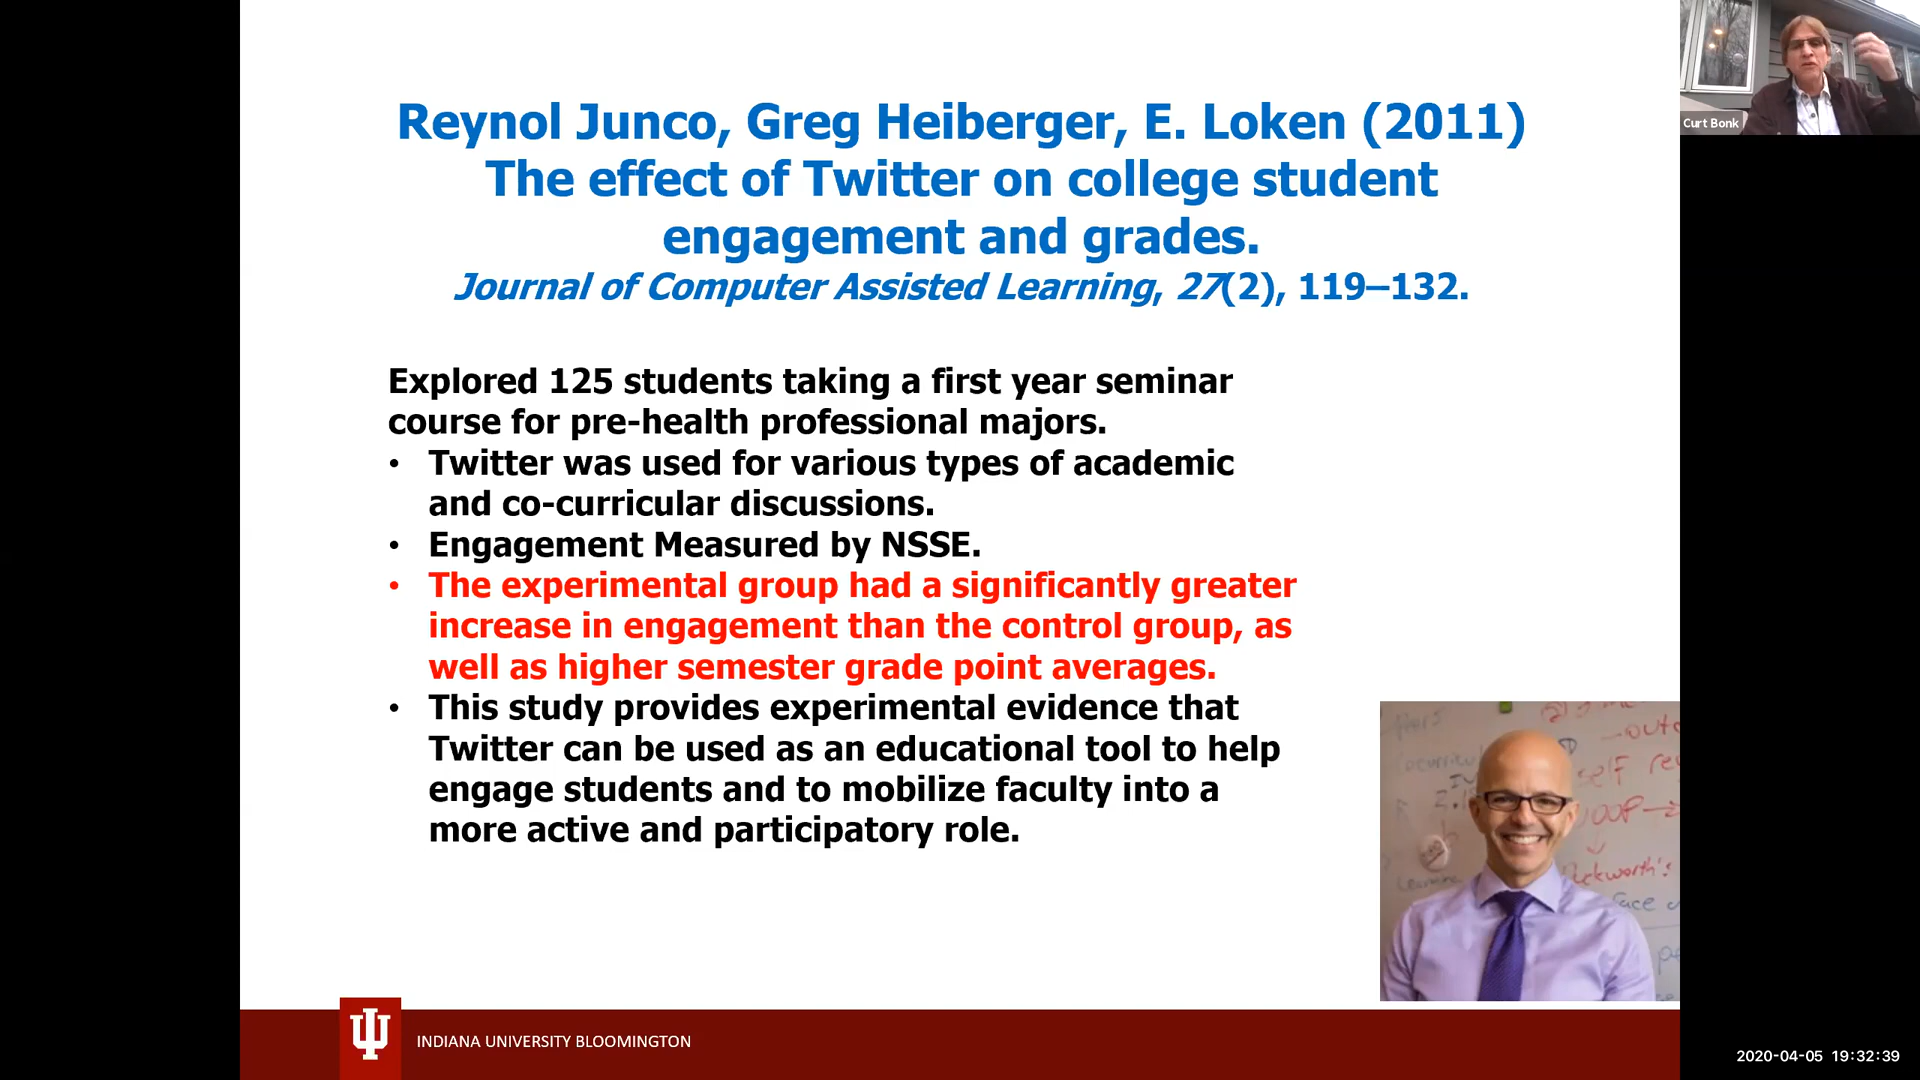 Reynol Junco, Greg Heiberger, E. Loken (2011)
The effect of Twitter on college student
engagement and grades.
Journal of Computer Assisted Learning, 27(2), 119–132.
Curt Bonk
Explored 125 students taking a first year seminar
course for pre-health professional majors.
• Twitter was used for various types of academic
and co-curricular discussions.
• Engagement Measured by NSSE.
• The experimental group had a significantly greater
increase in engagement than the control group, as
well as higher semester grade point averages.
• This study provides experimental evidence that
Twitter can be used as an educational tool to help
engage students and to mobilize faculty into a
more active and participatory role.
INDIANA UNIVERSITY BLOOMINGTON
2020-04-05 19:32:39